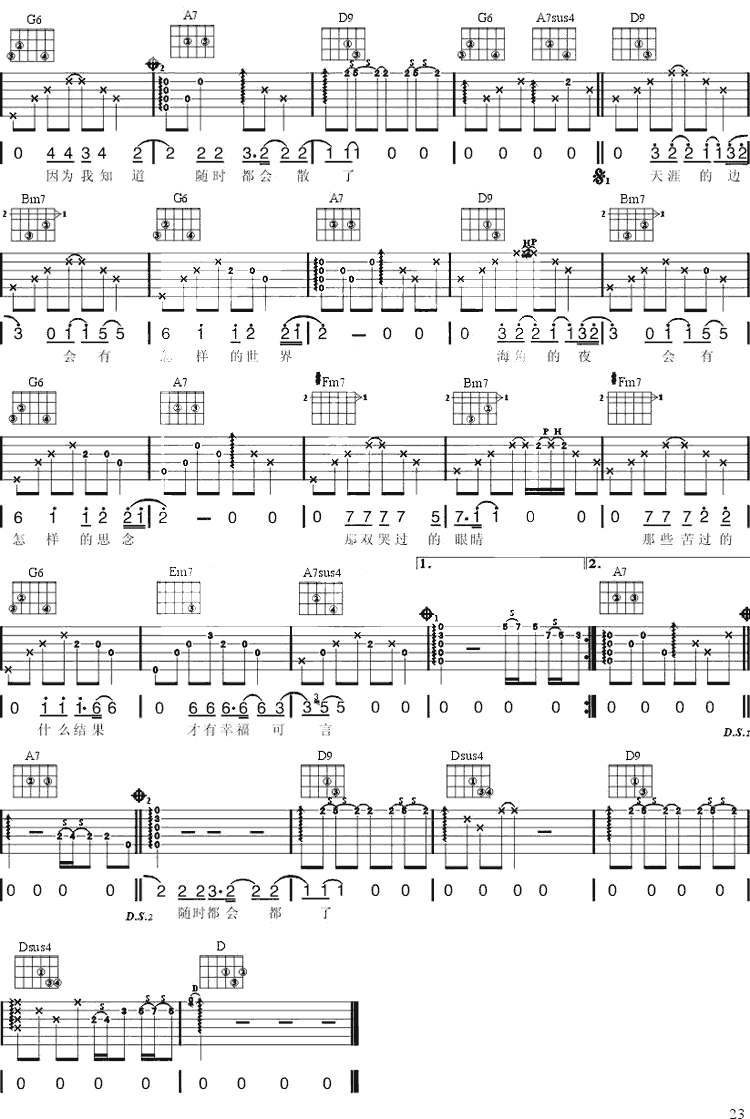 G6 A7 D9 G6 A7sus4 D9
0 4 4 3 4 2 2 2 2 3· 2 2 2 1 1 1 0 0 0 0 0 0 0 3 2 2 1 1 3 2
因为我知 道 随时 都会 散 了 天涯 的 边
Bm7 G6 A7 D9 Bm7
3 0 1 1 5 5 6 1 1 2 2 1 2 – 0 0 0 3 2 2 1 1 3 2 3 0 1 1 5 5
会有 怎 样 的世 界 海角 的 夜 会 有
G6 A7 #Fm7 Bm7 #Fm7
6 1 1 2 2 1 2 – 0 0 0 7 7 7 7 5 7· 1 1 0 0 0 7 7 7 2 2
怎 样 的思 念 那双哭过 的 眼睛 那些苦过的
G6 Em7 A7sus4 1. 2. A7
0 1 1 1· 6 6 0 6 6 6· 6 6 3 3 5 5 0 0 0 0 0 0 0 0 0 0
什么结果 才有幸福 可 言
D.S.1
A7 Dsus4 D9
D9
0 0 0 0 2 2 2 3· 2 2 2 1 1 1 0 0 0 0 0 0 0 0 0 0
D.S.2 随时都会 都 了
Dsus4 D
0 0 0 0 0 0 0 0
23